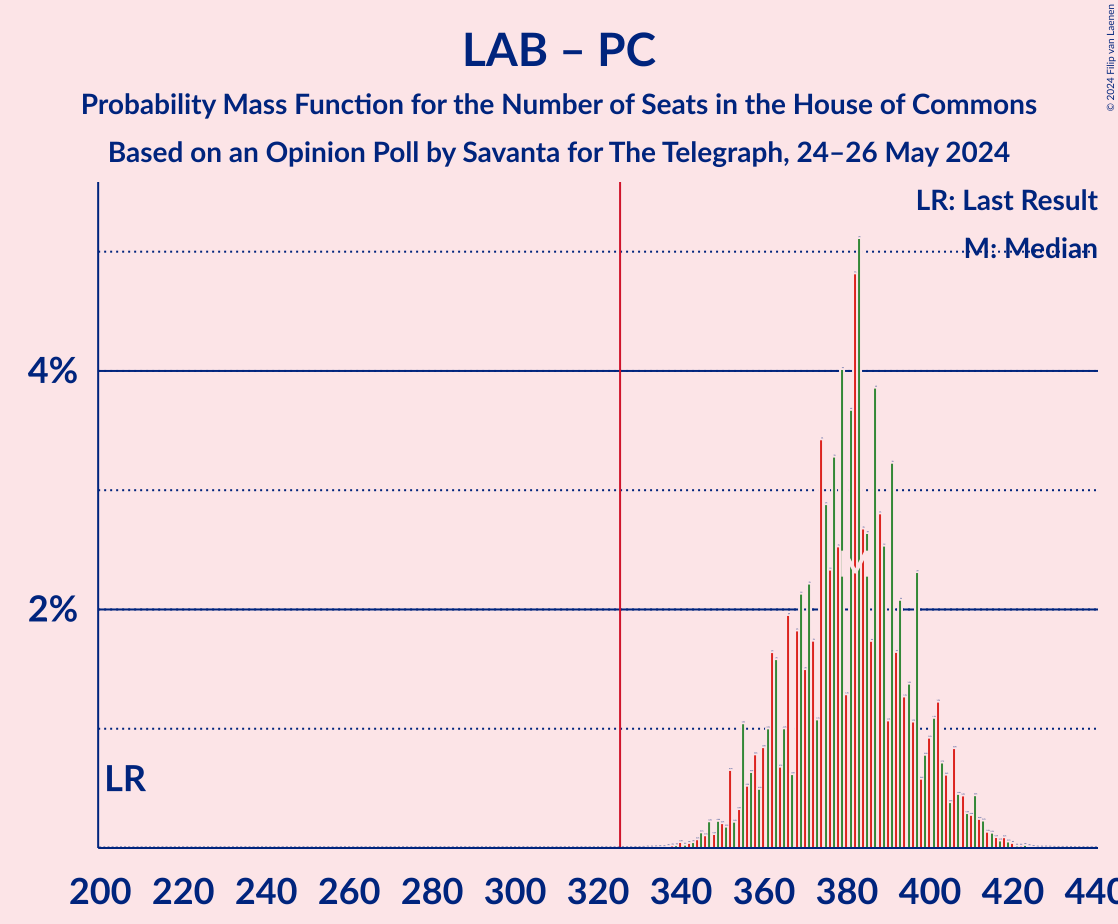 LAB – PC
Probability Mass Function for the Number of Seats in the House of Commons
Based on an Opinion Poll by Savanta for The Telegraph, 24–26 May 2024
© 2024 Filip van Laenen
LR: Last Result
M: Median
4%
2%
LR
200 220 240 260 280 300 320 340 360 380 400 420 440